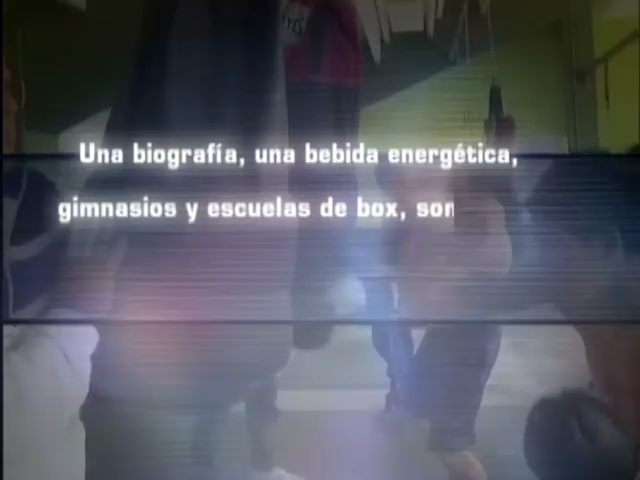 Una biografía, una bebida energética,
gimnasios y escuelas de box, son